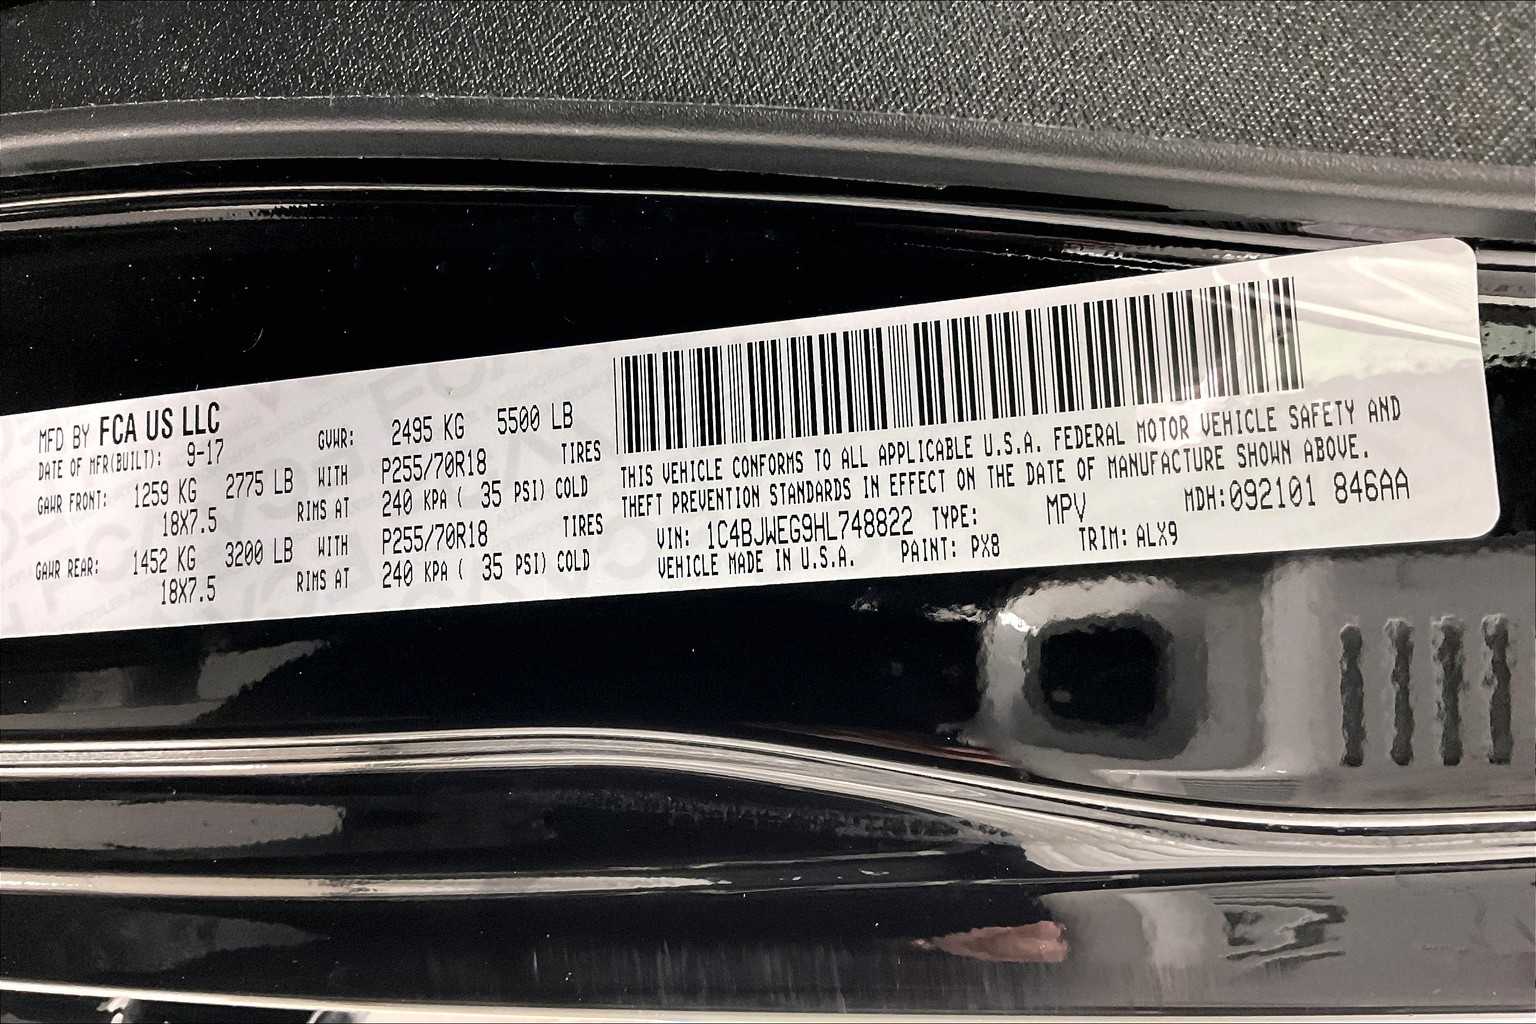 MFD BY FCA US LLC
DATE OF MFR(BUILT): 9-17 GVWR: 2495 KG 5500 LB
GAWR FRONT: 1259 KG 2775 LB WITH P255/70R18 TIRES
18X7.5 RIMS AT 240 KPA ( 35 PSI) COLD
GAWR REAR: 1452 KG 3200 LB WITH P255/70R18 TIRES
18X7.5 RIMS AT 240 KPA ( 35 PSI) COLD
THIS VEHICLE CONFORMS TO ALL APPLICABLE U.S.A. FEDERAL MOTOR VEHICLE SAFETY AND
THEFT PREVENTION STANDARDS IN EFFECT ON THE DATE OF MANUFACTURE SHOWN ABOVE.
VIN: 1C4BJWEG9HL748822 TYPE: MPV MDH:092101 846AA
VEHICLE MADE IN U.S.A. PAINT: PX8 TRIM: ALX9